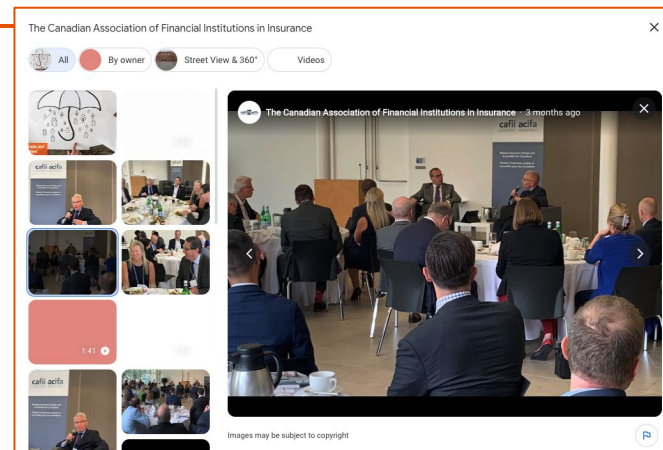 The Canadian Association of Financial Institutions in Insurance
All
By owner
Street View & 360°
Videos
cafii acifa
1:41
cafii acifa
The Canadian Association of Financial Institutions in Insurance · 3 months ago
cafii acifa
Images may be subject to copyright